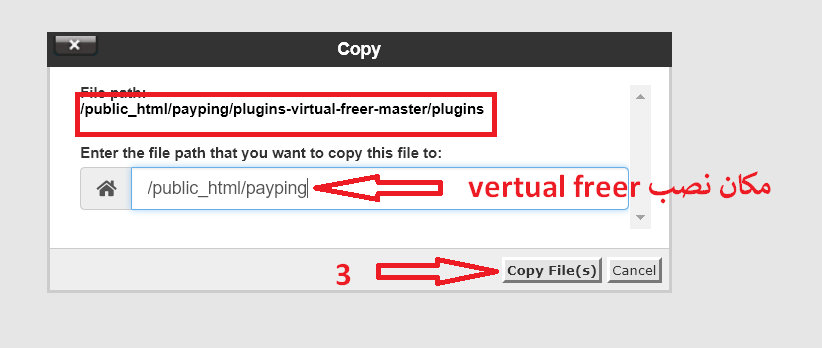 Copy
File path:
/public_html/payping/plugins-virtual-freer-master/plugins
Enter the file path that you want to copy this file to:
/public_html/payping
مکان نصب vertual freer
3
Copy File(s)
Cancel